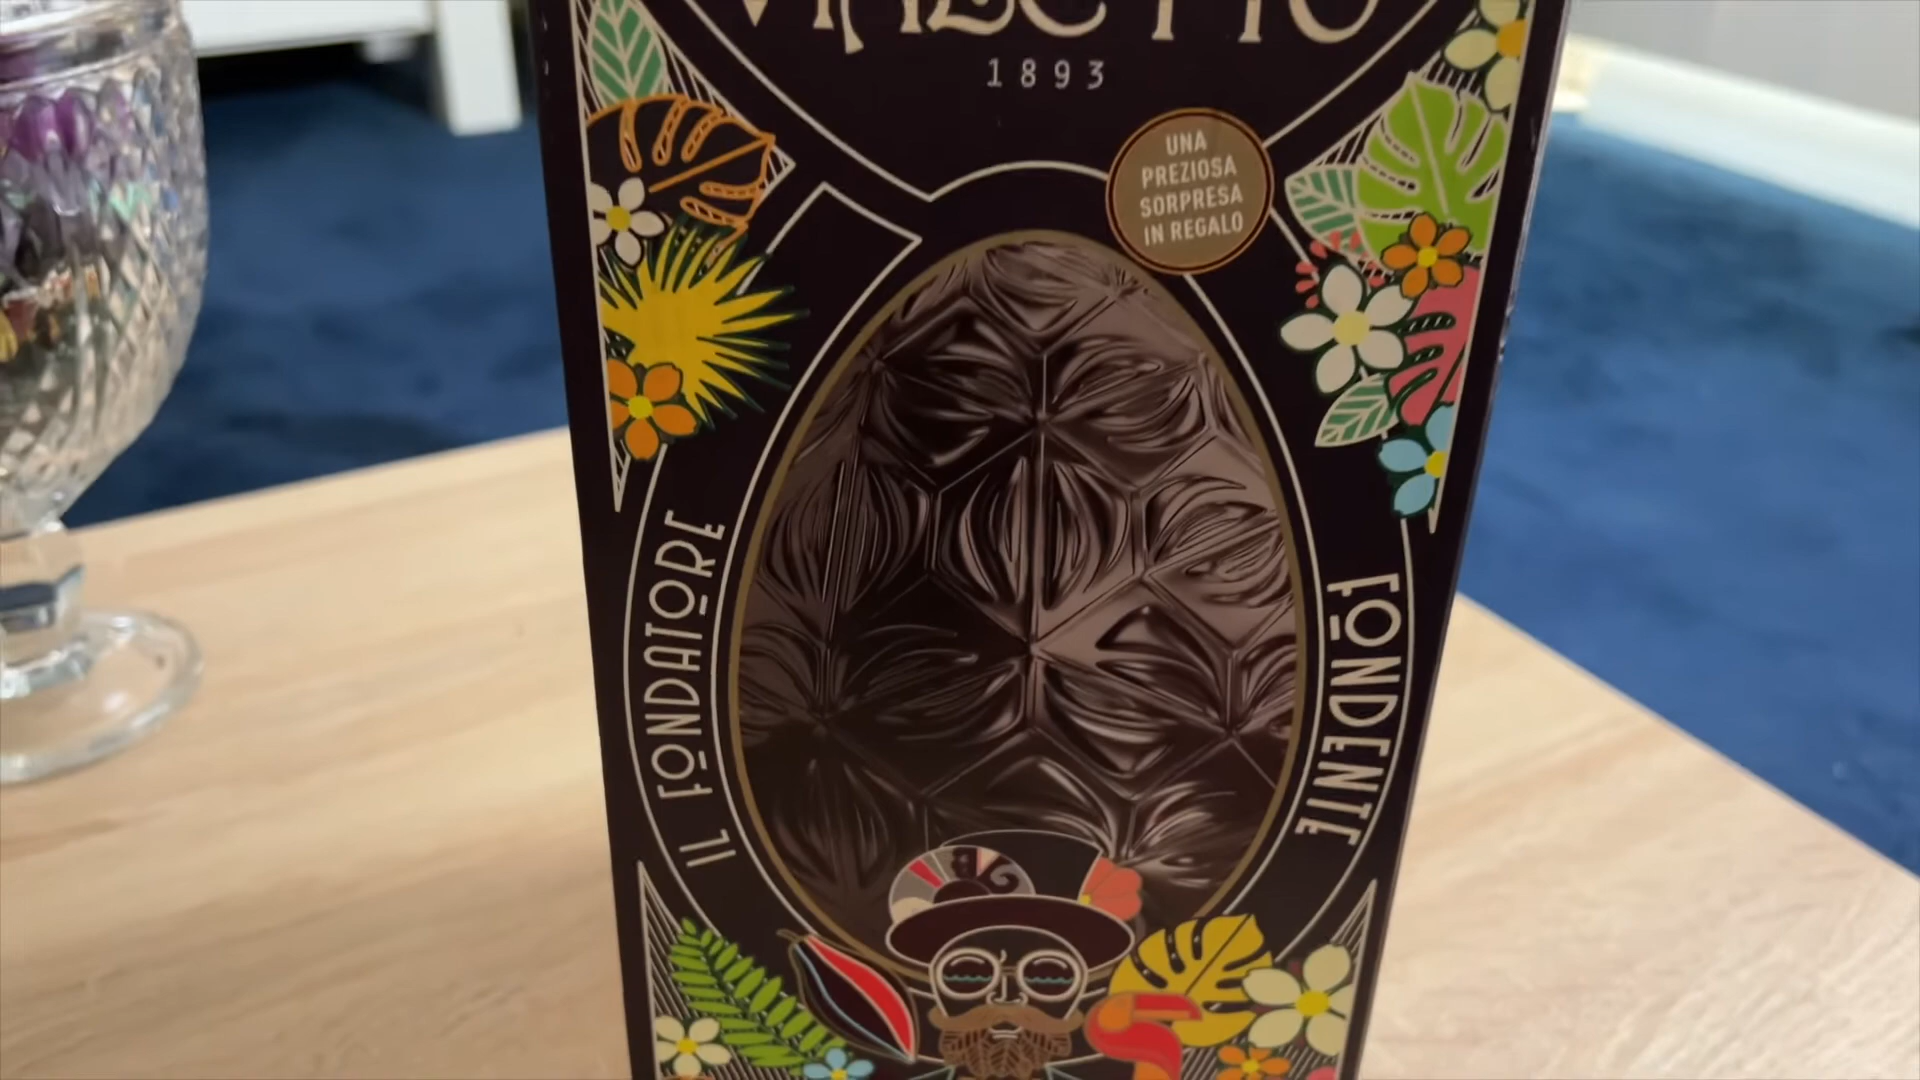 1893
UNA
PREZIOSA
SORPRESA
IN REGALO
IL FONDATORE
FONDENTE